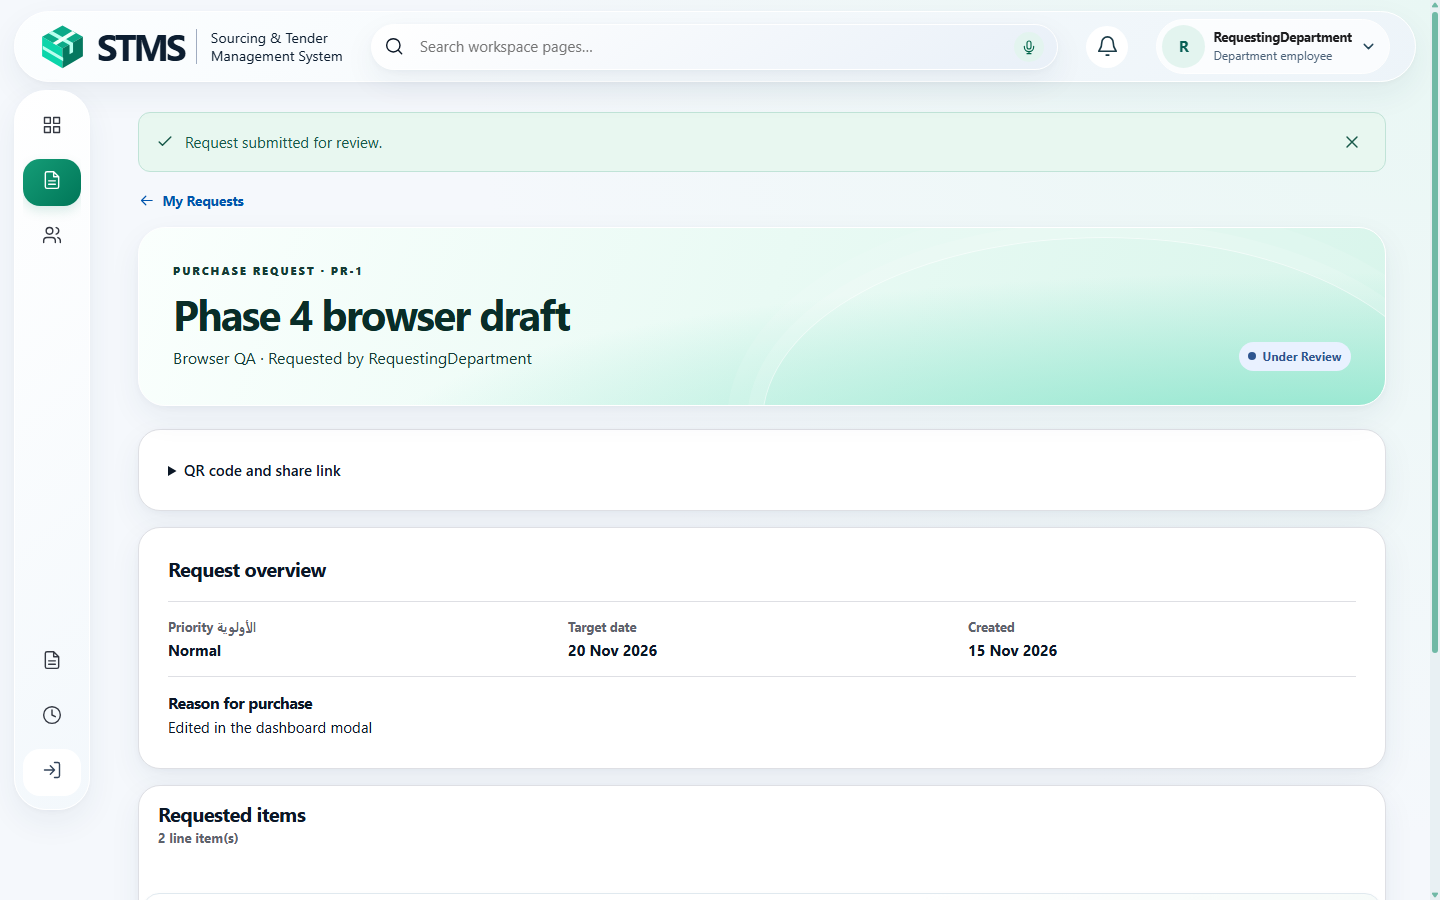 STMS
Sourcing & Tender
Management System
Search workspace pages...
R
RequestingDepartment
Department employee
Request submitted for review.
My Requests
PURCHASE REQUEST · PR-1
Phase 4 browser draft
Browser QA · Requested by RequestingDepartment
Under Review
QR code and share link
Request overview
Priority الأولوية
Normal
Target date
20 Nov 2026
Created
15 Nov 2026
Reason for purchase
Edited in the dashboard modal
Requested items
2 line item(s)